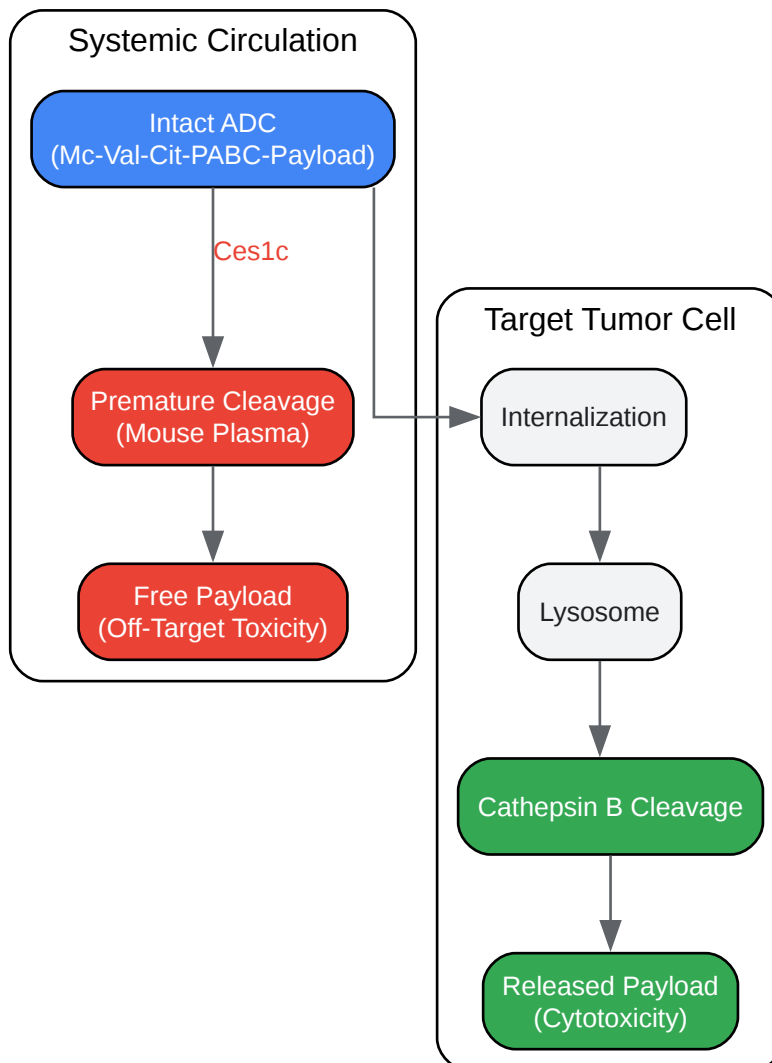 Systemic Circulation
Intact ADC
(Mc-Val-Cit-PABC-Payload)
Ces1c
Premature Cleavage
(Mouse Plasma)
Free Payload
(Off-Target Toxicity)
Target Tumor Cell
Internalization
Lysosome
Cathepsin B Cleavage
Released Payload
(Cytotoxicity)